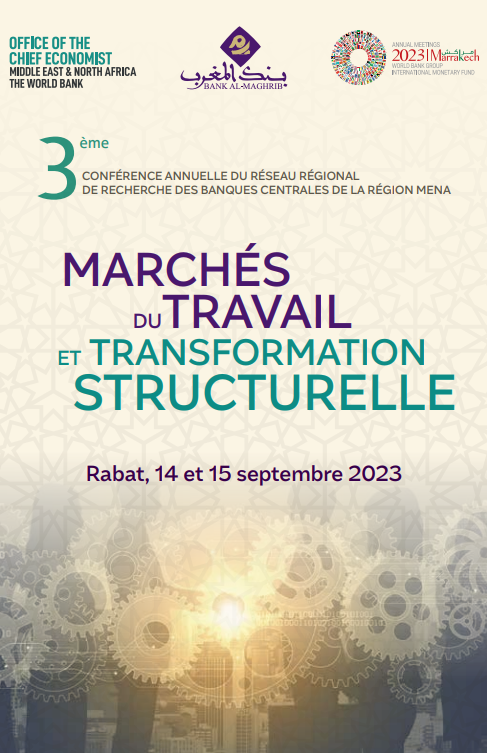 OFFICE OF THE
CHIEF ECONOMIST
MIDDLE EAST & NORTH AFRICA
THE WORLD BANK
بنك المغرب
BANK AL-MAGHRIB
ANNUAL MEETINGS
2023 Marrakech مراكش
WORLD BANK GROUP
INTERNATIONAL MONETARY FUND
3ème
CONFÉRENCE ANNUELLE DU RÉSEAU RÉGIONAL
DE RECHERCHE DES BANQUES CENTRALES DE LA RÉGION MENA
MARCHÉS
DU TRAVAIL
ET TRANSFORMATION
STRUCTURELLE
Rabat, 14 et 15 septembre 2023